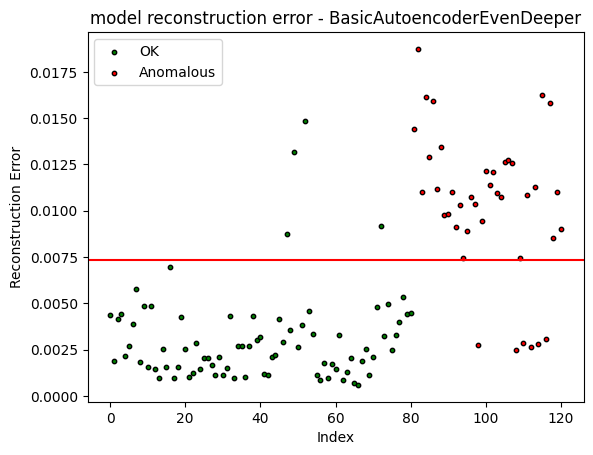 model reconstruction error - BasicAutoencoderEvenDeeper
OK
Anomalous
0.0175
0.0150
0.0125
0.0100
0.0075
0.0050
0.0025
0.0000
Reconstruction Error
0 20 40 60 80 100 120
Index